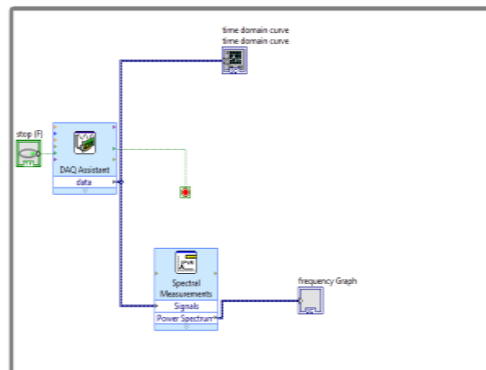 time domain curve
time domain curve
stop (F)
DAQ Assistant
data
Spectral
Measurements
Signals
Power Spectrum
frequency Graph